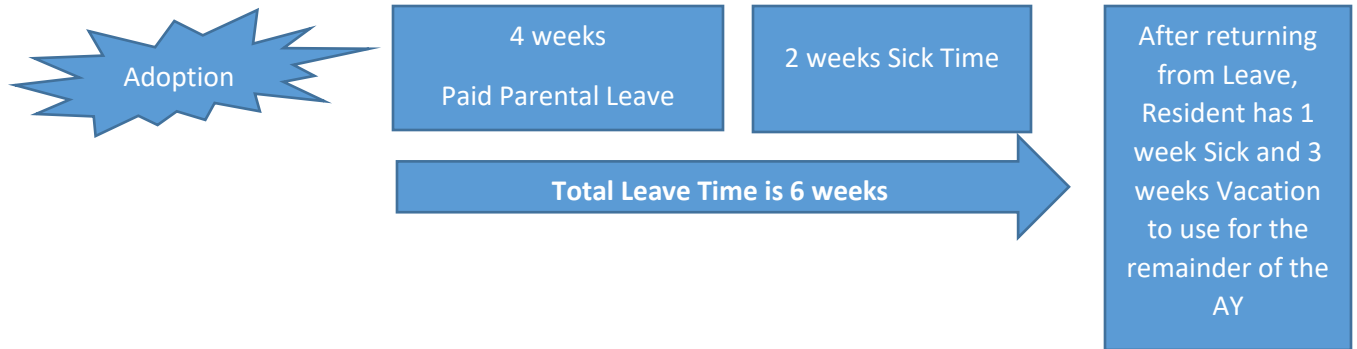 Adoption
4 weeks
Paid Parental Leave
2 weeks Sick Time
Total Leave Time is 6 weeks
After returning
from Leave,
Resident has 1
week Sick and 3
weeks Vacation
to use for the
remainder of the
AY